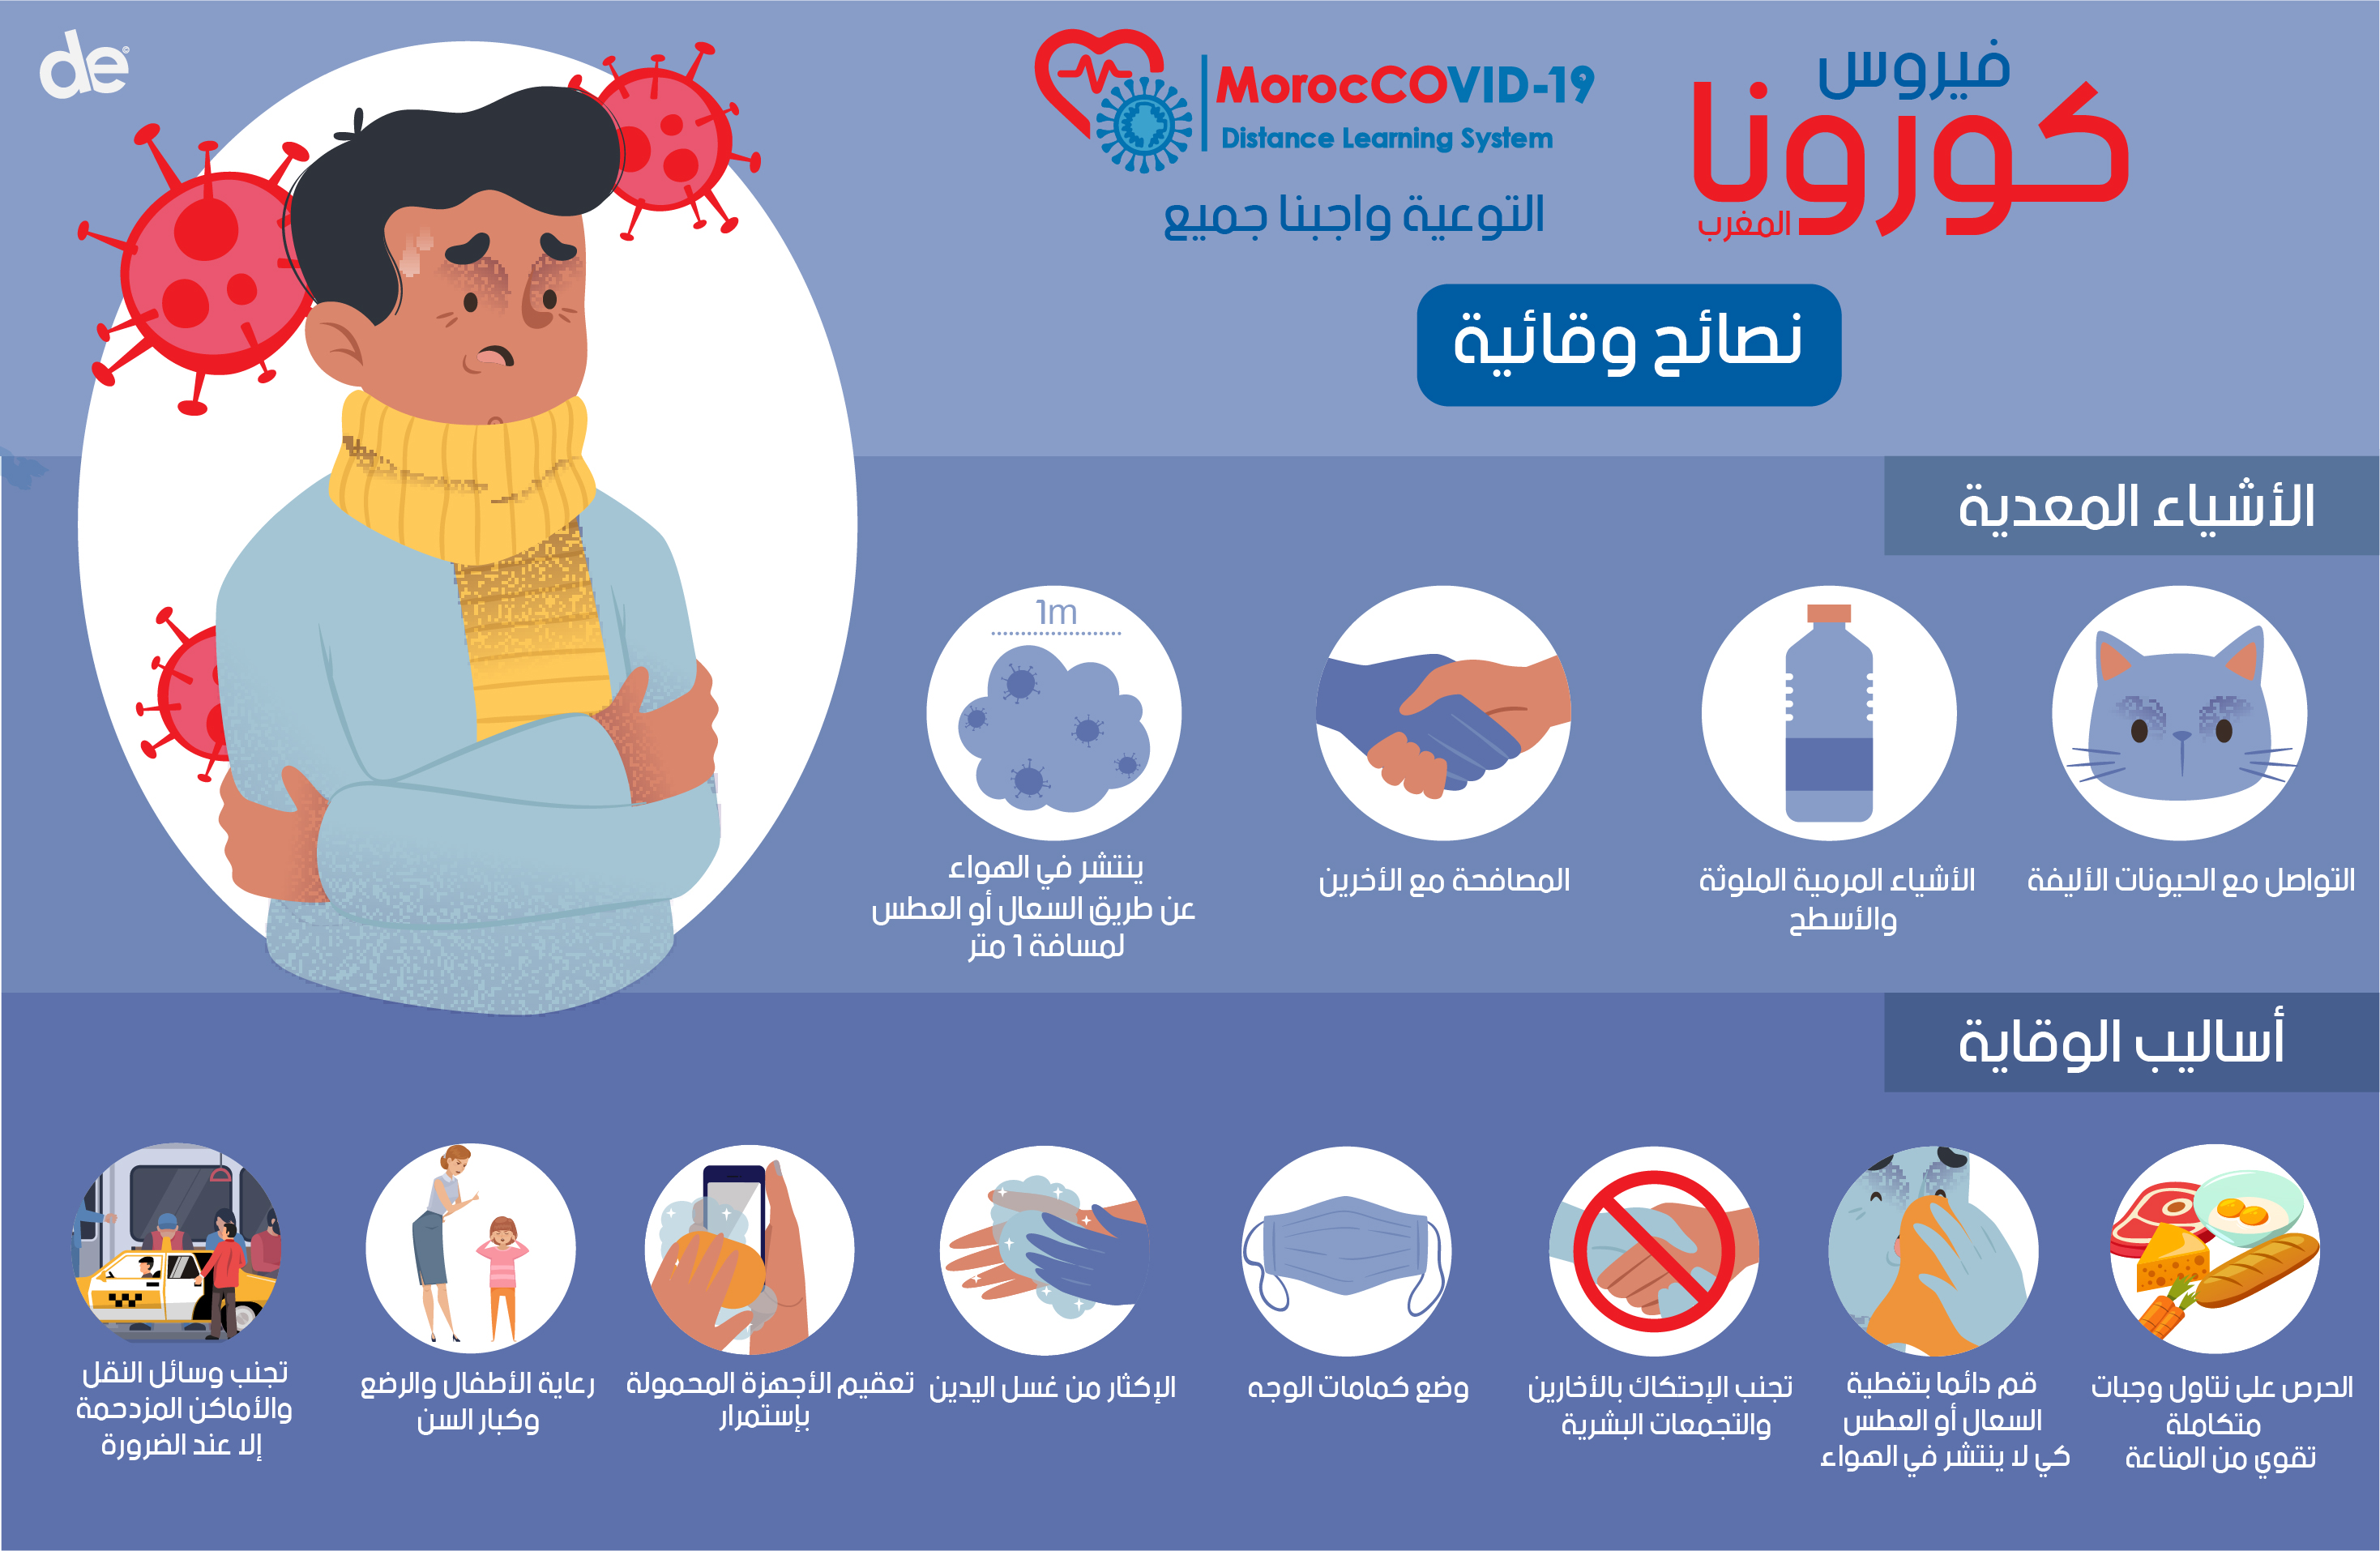 فيروس
كورونا
المغرب
MorocCOVID-19
Distance Learning System
التوعية واجبنا جميع
de©
نصائح وقائية
الأشياء المعدية
التواصل مع الحيونات الأليفة
الأشياء المرمية الملوثة
والأسطح
المصافحة مع الأخرين
1m
ينتشر في الهواء
عن طريق السعال أو العطس
لمسافة 1 متر
أساليب الوقاية
الحرص على نتاول وجبات
متكاملة
تقوي من المناعة
قم دائما بتغطية
السعال أو العطس
كي لا ينتشر في الهواء
تجنب الإحتكاك بالأخارين
والتجمعات البشرية
وضع كمامات الوجه
الإكثار من غسل اليدين
تعقيم الأجهزة المحمولة
بإستمرار
رعاية الأطفال والرضع
وكبار السن
تجنب وسائل النقل
والأماكن المزدحمة
إلا عند الضرورة